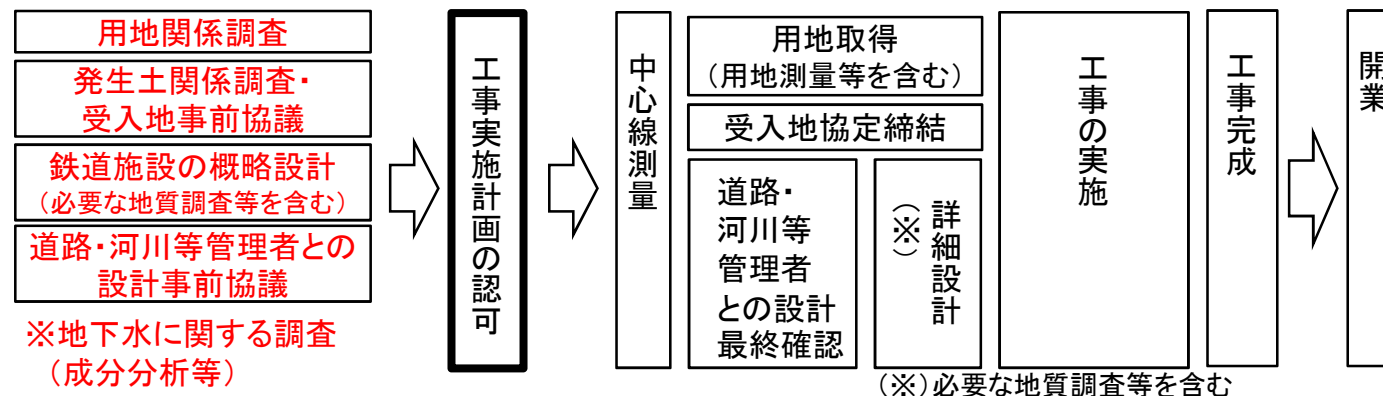 用地関係調査
発生土関係調査・
受入地事前協議
鉄道施設の概略設計
（必要な地質調査等を含む）
道路・河川等管理者との
設計事前協議
※地下水に関する調査
（成分分析等）
工事実施計画の認可
中心線測量
用地取得
（用地測量等を含む）
受入地協定締結
道路・
河川等
管理者
との設計
最終確認
詳細設計
（※）
工事の実施
工事完成
開業
（※）必要な地質調査等を含む